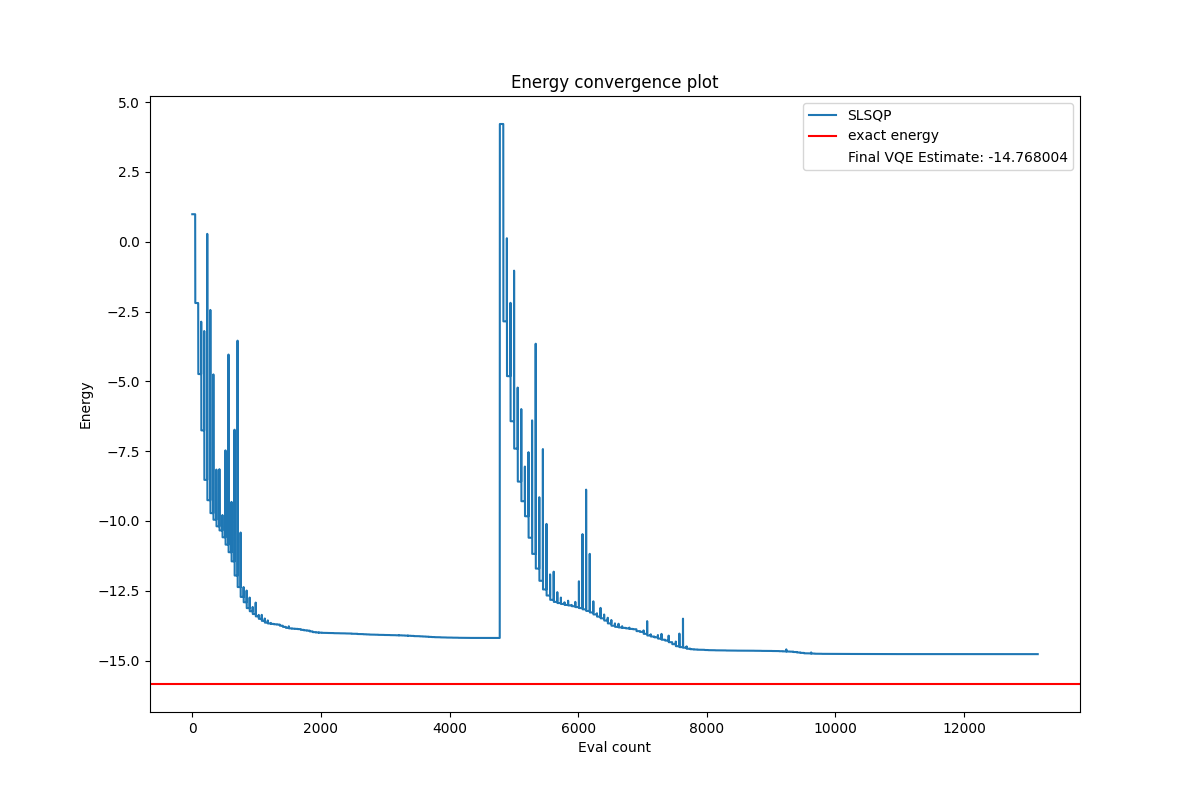 Energy convergence plot
5.0
2.5
0.0
−2.5
−5.0
−7.5
−10.0
−12.5
−15.0
Energy
SLSQP
exact energy
Final VQE Estimate: -14.768004
0 2000 4000 6000 8000 10000 12000
Eval count